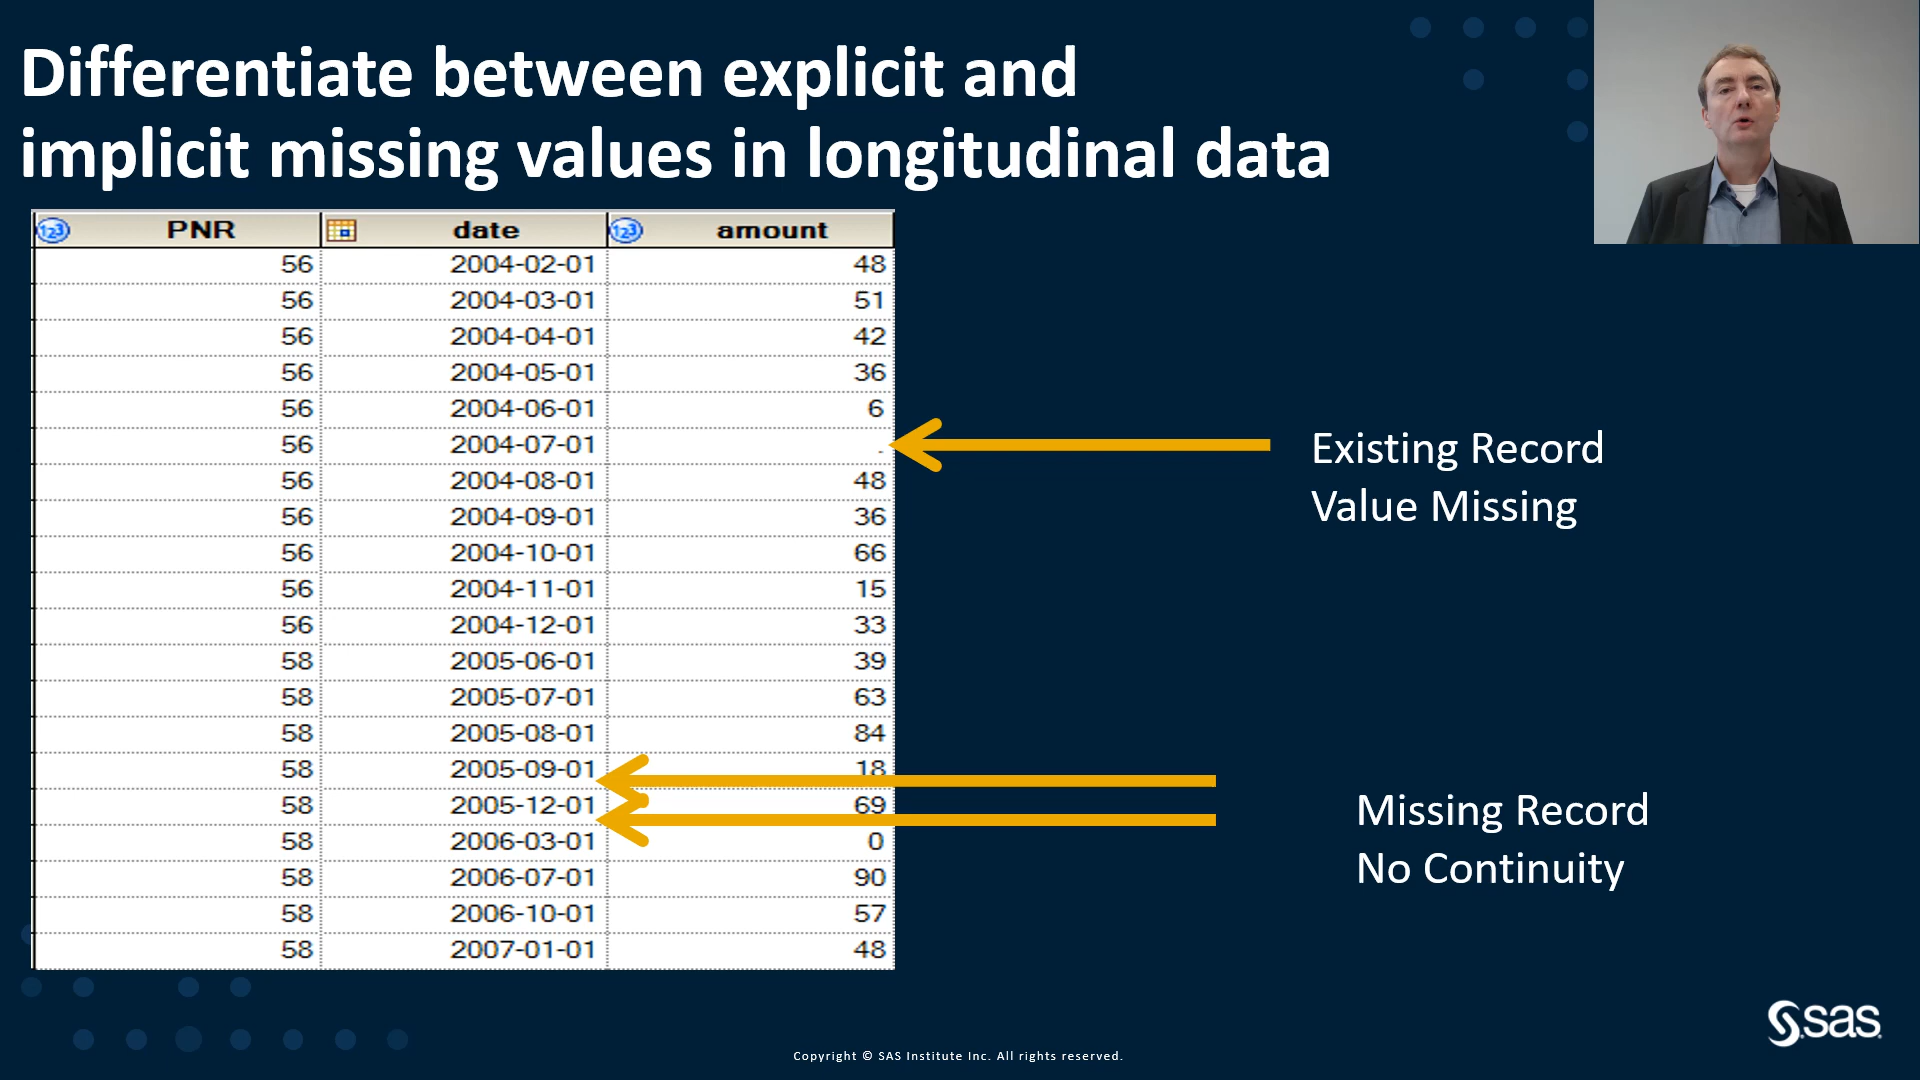 Differentiate between explicit and
implicit missing values in longitudinal data
123 PNR date 123 amount
56 2004-02-01 48
56 2004-03-01 51
56 2004-04-01 42
56 2004-05-01 36
56 2004-06-01 6
56 2004-07-01 .
56 2004-08-01 48
56 2004-09-01 36
56 2004-10-01 66
56 2004-11-01 15
56 2004-12-01 33
58 2005-06-01 39
58 2005-07-01 63
58 2005-08-01 84
58 2005-09-01 18
58 2005-12-01 69
58 2006-03-01 0
58 2006-07-01 90
58 2006-10-01 57
58 2007-01-01 48
Existing Record
Value Missing
Missing Record
No Continuity
sas
Copyright © SAS Institute Inc. All rights reserved.